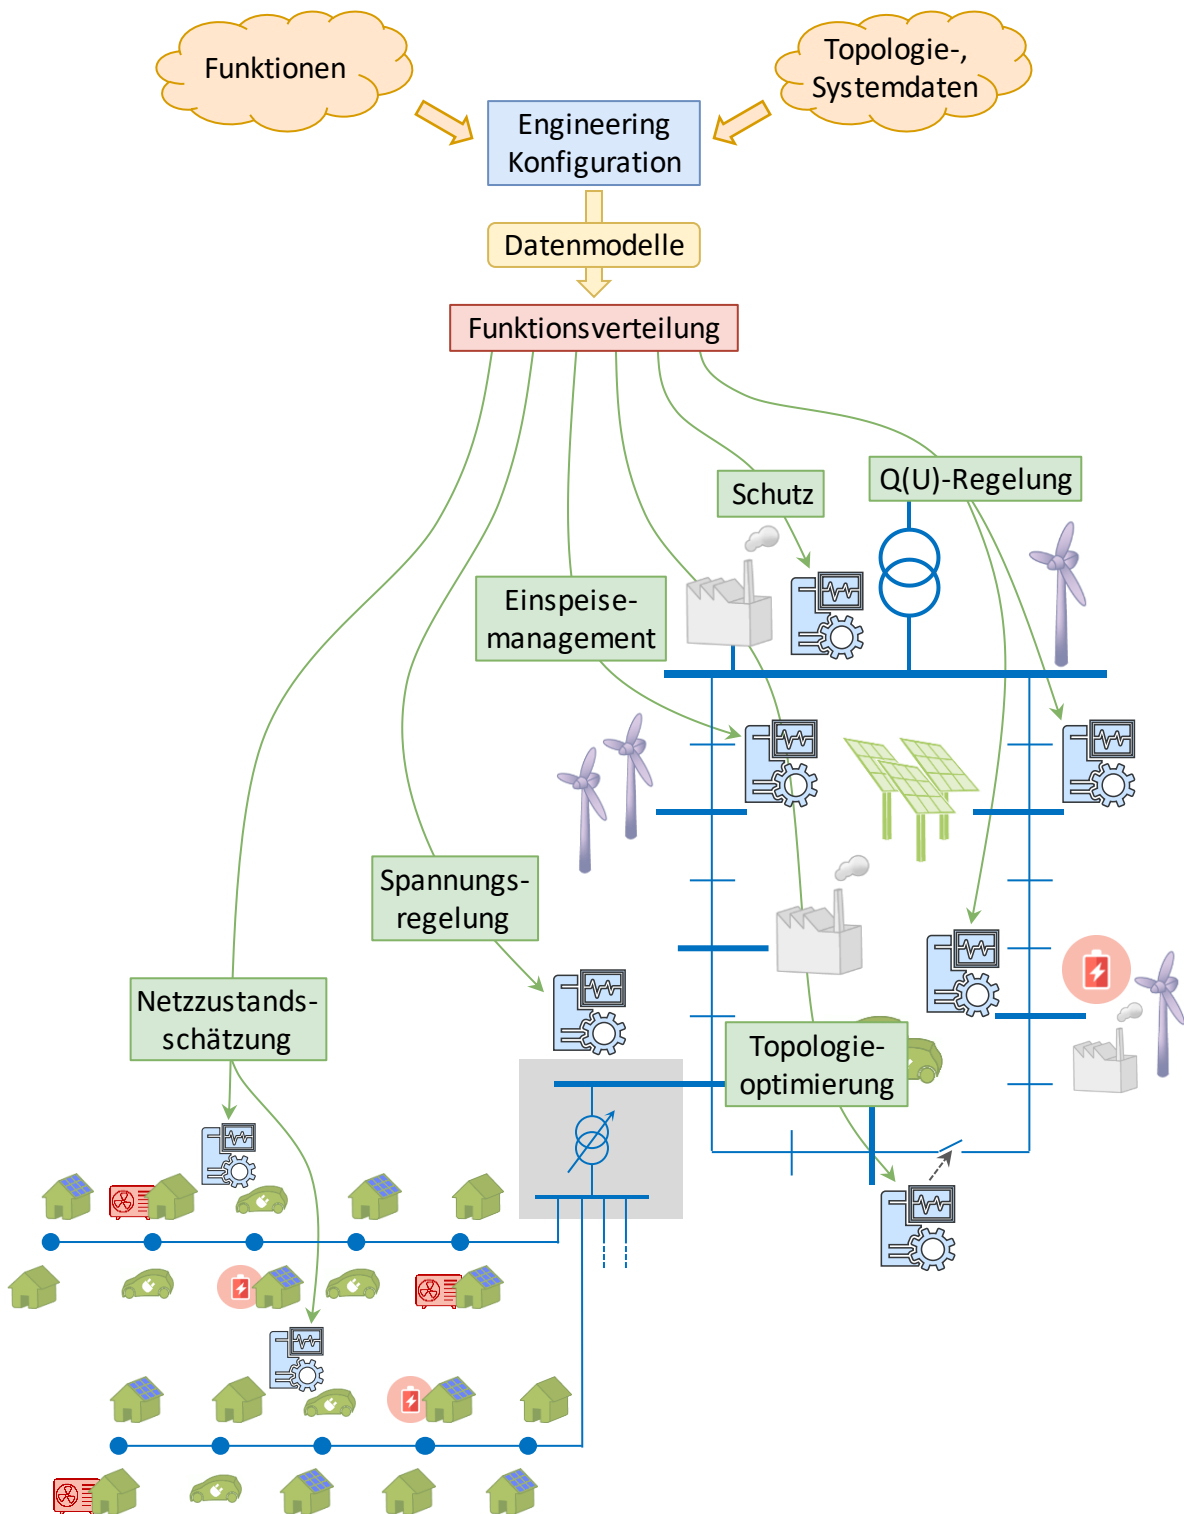 Funktionen
Topologie-,
Systemdaten
Engineering
Konfiguration
Datenmodelle
Funktionsverteilung
Schutz
Q(U)-Regelung
Einspeise-
management
Spannungs-
regelung
Netzzustands-
schätzung
Topologie-
optimierung